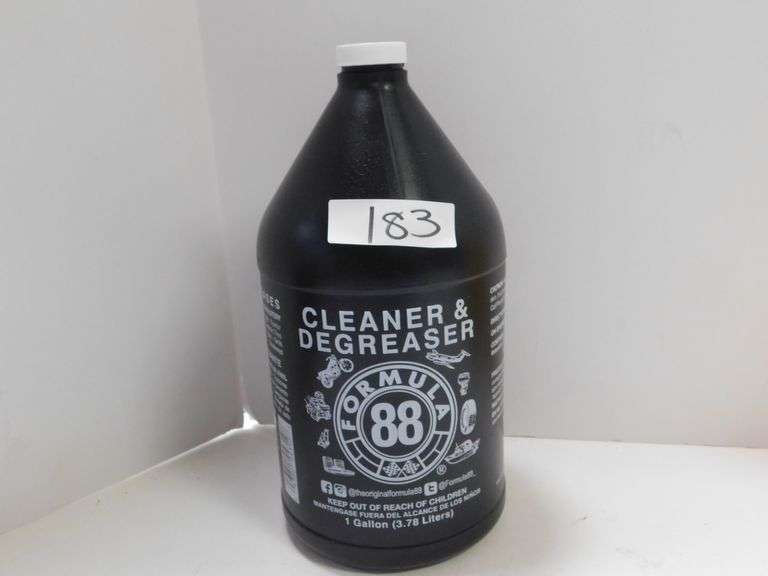 183
CLEANER &
DEGREASER
FORMULA
88
®
@theoriginalformula88 @Formula88_
KEEP OUT OF REACH OF CHILDREN
MANTENGASE FUERA DEL ALCANCE DE LOS NIÑOS
1 Gallon (3.78 Liters)